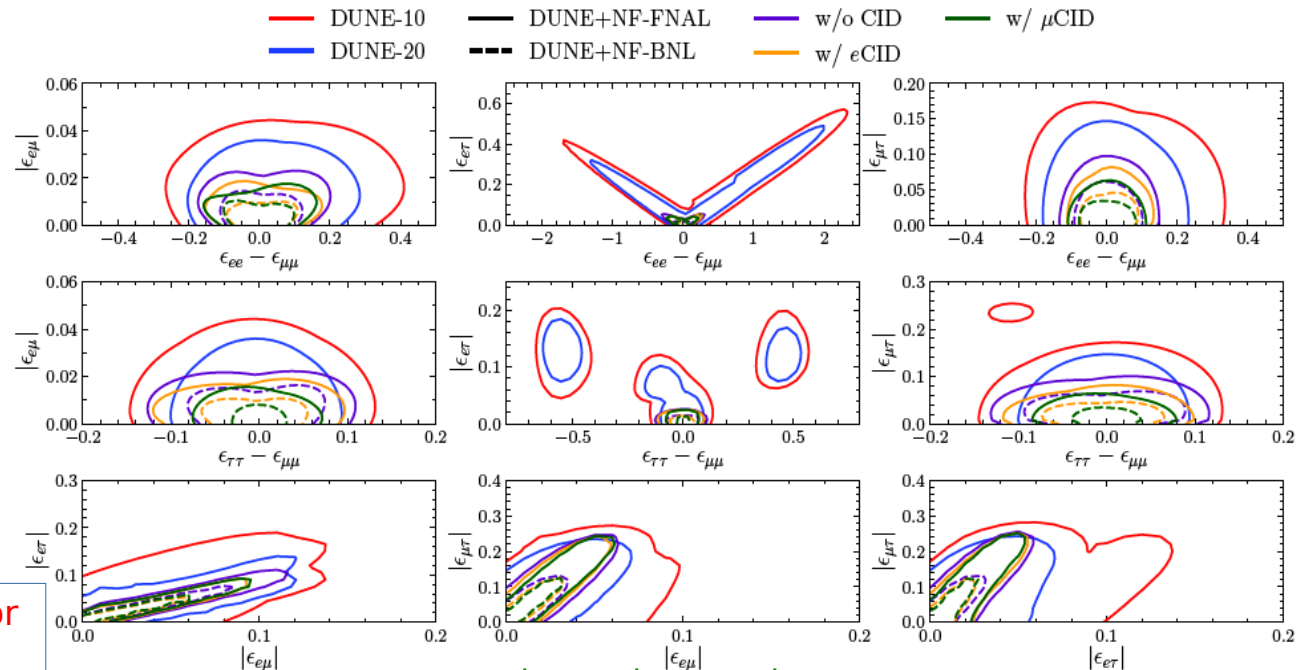 DUNE-10 DUNE+NF-FNAL w/o CID w/ μCID
DUNE-20 DUNE+NF-BNL w/ eCID
0.06 0.6 0.20
0.04 0.4 0.15
0.02 0.2 0.10
0.00 0.0 0.05
0.00
|ϵeμ| |ϵeτ| |ϵμτ|
−0.4 −0.2 0.0 0.2 0.4 −2 −1 0 1 2 −0.4 −0.2 0.0 0.2 0.4
ϵee − ϵμμ ϵee − ϵμμ ϵee − ϵμμ
0.06 0.2 0.3
0.04 0.1 0.2
0.02 0.0 0.1
0.00 0.0
|ϵeμ| |ϵeτ| |ϵμτ|
−0.2 −0.1 0.0 0.1 0.2 −0.5 0.0 0.5 −0.2 −0.1 0.0 0.1 0.2
ϵττ − ϵμμ ϵττ − ϵμμ ϵττ − ϵμμ
0.3 0.4 0.4
0.2 0.3 0.3
0.1 0.2 0.2
0.0 0.1 0.1
0.0 0.0
|ϵeτ| |ϵμτ| |ϵμτ|
or
0.0 0.1 0.2 0.0 0.1 0.2 0.0 0.1 0.2
|ϵeμ| |ϵeμ| |ϵeτ|